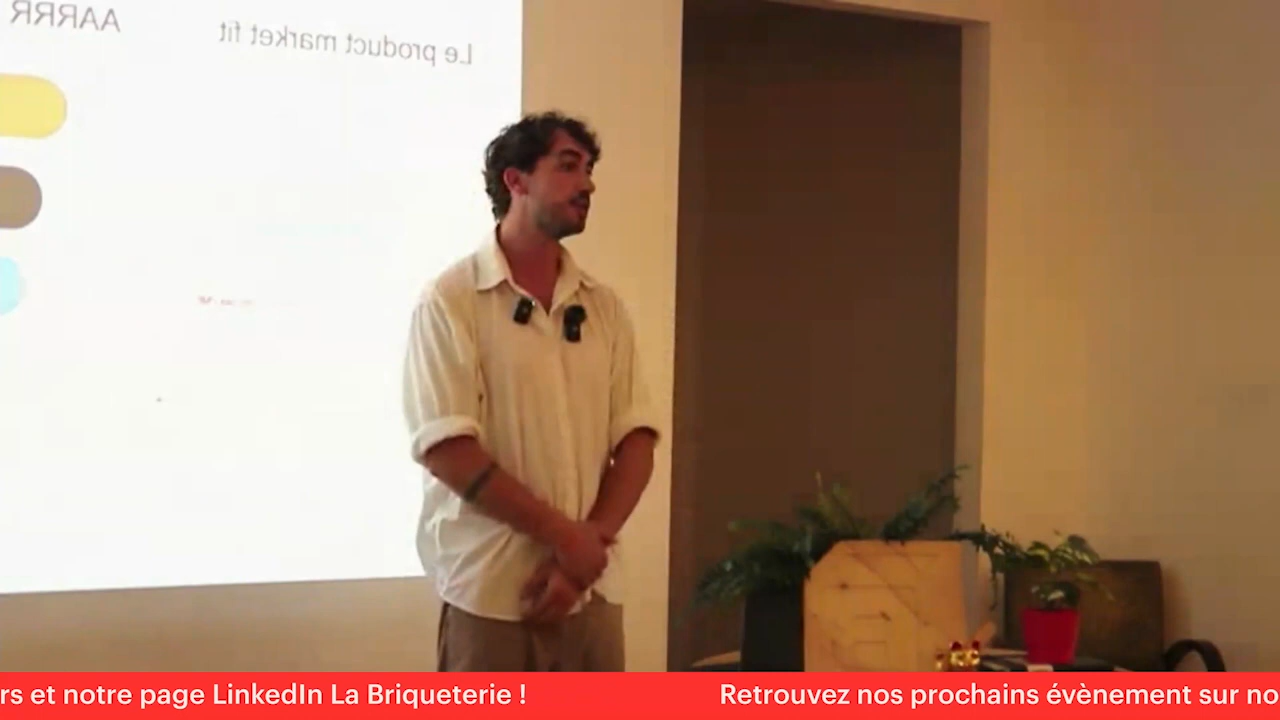 AARRR
Le product market fit
rs et notre page LinkedIn La Briqueterie !
Retrouvez nos prochains évènement sur no